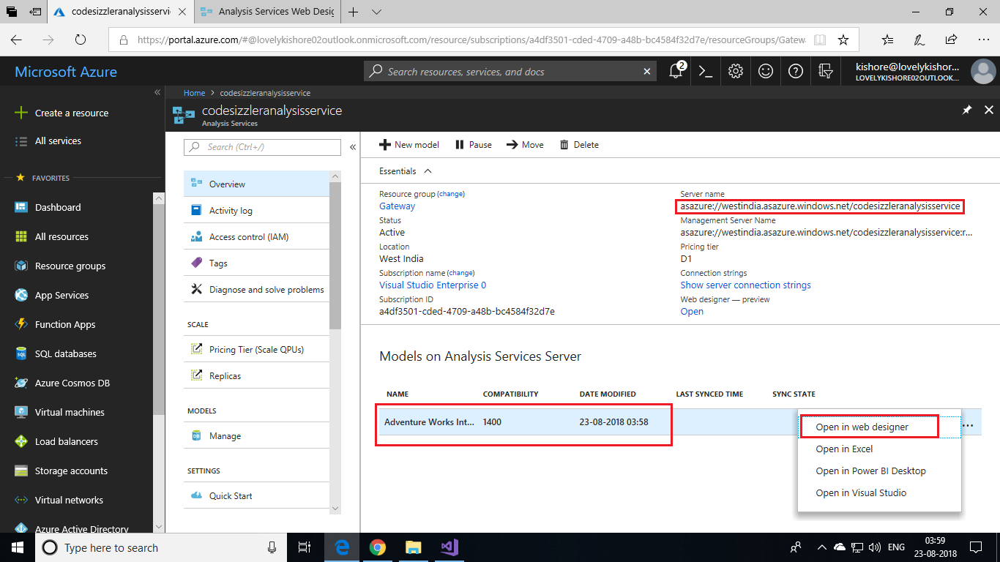 codesizzleranalysisservi
Analysis Services Web Desig
https://portal.azure.com/#@lovelykishore02outlook.onmicrosoft.com/resource/subscriptions/a4df3501-cded-4709-a48b-bc4584f32d7e/resourceGroups/Gatewa
Microsoft Azure
Search resources, services, and docs
2
kishore@lovelykishor...
LOVELYKISHORE02OUTLOOK...
Create a resource
All services
FAVORITES
Dashboard
All resources
Resource groups
App Services
Function Apps
SQL databases
Azure Cosmos DB
Virtual machines
Load balancers
Storage accounts
Virtual networks
Azure Active Directory
Home > codesizzleranalysisservice
codesizzleranalysisservice
Analysis Services
Search (Ctrl+/)
Overview
Activity log
Access control (IAM)
Tags
Diagnose and solve problems
SCALE
Pricing Tier (Scale QPUs)
Replicas
MODELS
Manage
SETTINGS
Quick Start
New model Pause Move Delete
Essentials
Resource group (change)
Gateway
Status
Active
Location
West India
Subscription name (change)
Visual Studio Enterprise 0
Subscription ID
a4df3501-cded-4709-a48b-bc4584f32d7e
Server name
asazure://westindia.asazure.windows.net/codesizzleranalysisservice
Management Server Name
asazure://westindia.asazure.windows.net/codesizzleranalysisservice:r...
Pricing tier
D1
Connection strings
Show server connection strings
Web designer — preview
Open
Models on Analysis Services Server
NAME COMPATIBILITY DATE MODIFIED LAST SYNCED TIME SYNC STATE
Adventure Works Int... 1400 23-08-2018 03:58
...
Open in web designer
Open in Excel
Open in Power BI Desktop
Open in Visual Studio
Type here to search
ENG
03:59
23-08-2018